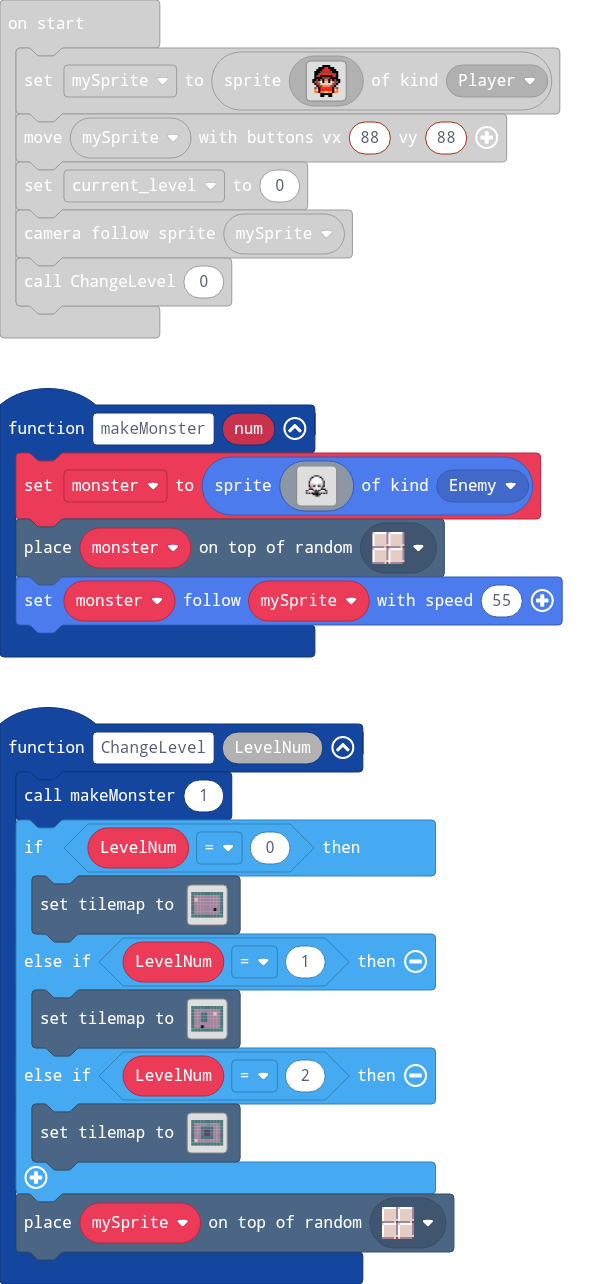 on start
set mySprite to sprite of kind Player
move mySprite with buttons vx 88 vy 88
set current_level to 0
camera follow sprite mySprite
call ChangeLevel 0
function makeMonster num
set monster to sprite of kind Enemy
place monster on top of random
set monster follow mySprite with speed 55
function ChangeLevel LevelNum
call makeMonster 1
if LevelNum = 0 then
set tilemap to
else if LevelNum = 1 then
set tilemap to
else if LevelNum = 2 then
set tilemap to
place mySprite on top of random